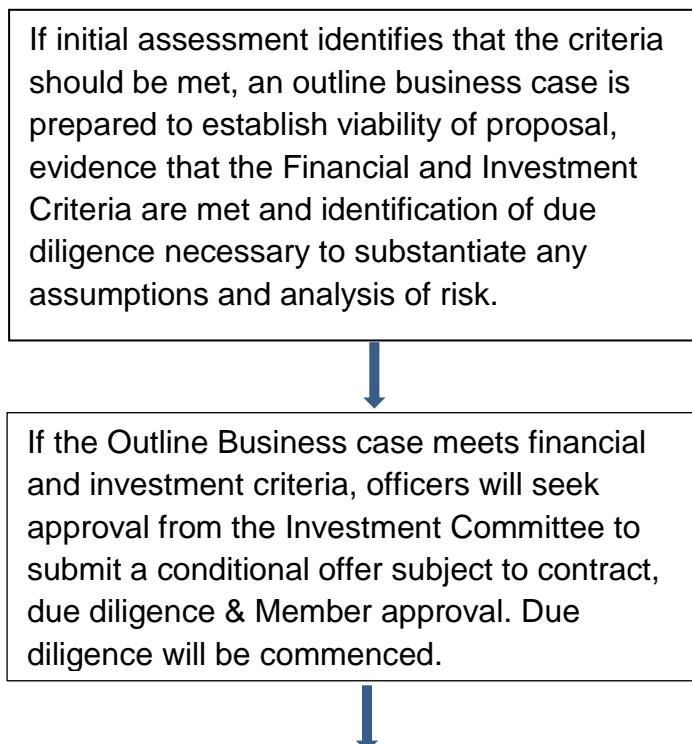 If initial assessment identifies that the criteria
should be met, an outline business case is
prepared to establish viability of proposal,
evidence that the Financial and Investment
Criteria are met and identification of due
diligence necessary to substantiate any
assumptions and analysis of risk.
If the Outline Business case meets financial
and investment criteria, officers will seek
approval from the Investment Committee to
submit a conditional offer subject to contract,
due diligence & Member approval. Due
diligence will be commenced.